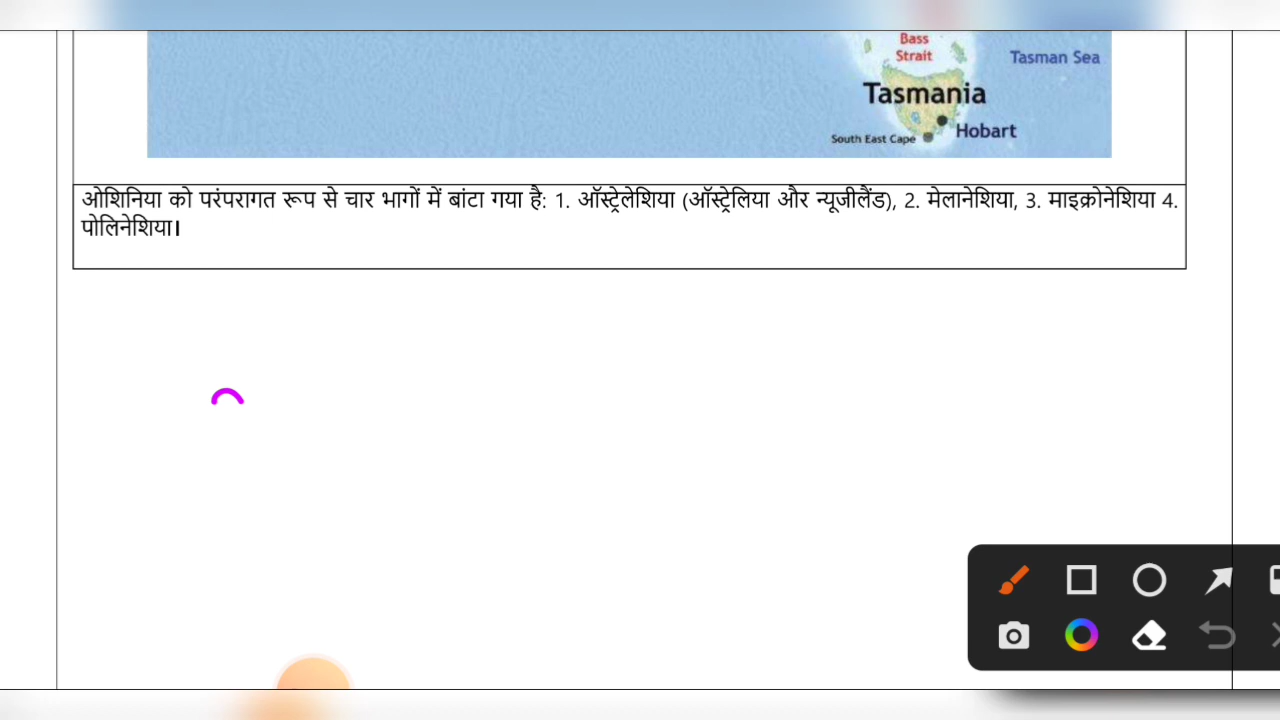 Bass
Strait
Tasman Sea
Tasmania
Hobart
South East Cape
ओशिनिया को परंपरागत रूप से चार भागों में बांटा गया है: 1. ऑस्ट्रेलेशिया (ऑस्ट्रेलिया और न्यूजीलैंड), 2. मेलानेशिया, 3. माइक्रोनेशिया 4.
पोलिनेशिया।